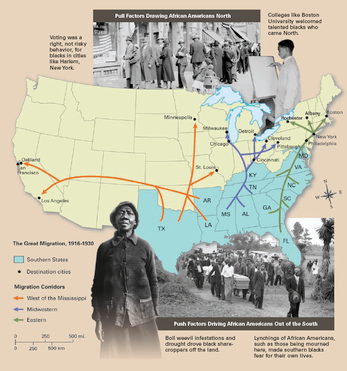 Pull Factors Drawing African Americans North
Voting was a
right, not risky
behavior, for
blacks in cities
like Harlem,
New York.
Colleges like Boston
University welcomed
talented blacks who
came North.
Minneapolis
Milwaukee
Chicago
Detroit
Cleveland
Pittsburgh
Cincinnati
Rochester
Albany
Boston
New York
Philadelphia
St. Louis
Oakland
San
Francisco
Los Angeles
MD
VA
KY
TN
NC
SC
AR
MS
AL
GA
TX
LA
FL
N
W
E
S
The Great Migration, 1916-1930
Southern States
Destination cities
Migration Corridors
West of the Mississippi
Midwestern
Eastern
0 250 500 mi
0 250 500 km
Push Factors Driving African Americans Out of the South
Boll weevil infestations and
drought drove black share-
croppers off the land.
Lynchings of African Americans,
such as those being mourned
here, made southern blacks
fear for their own lives.